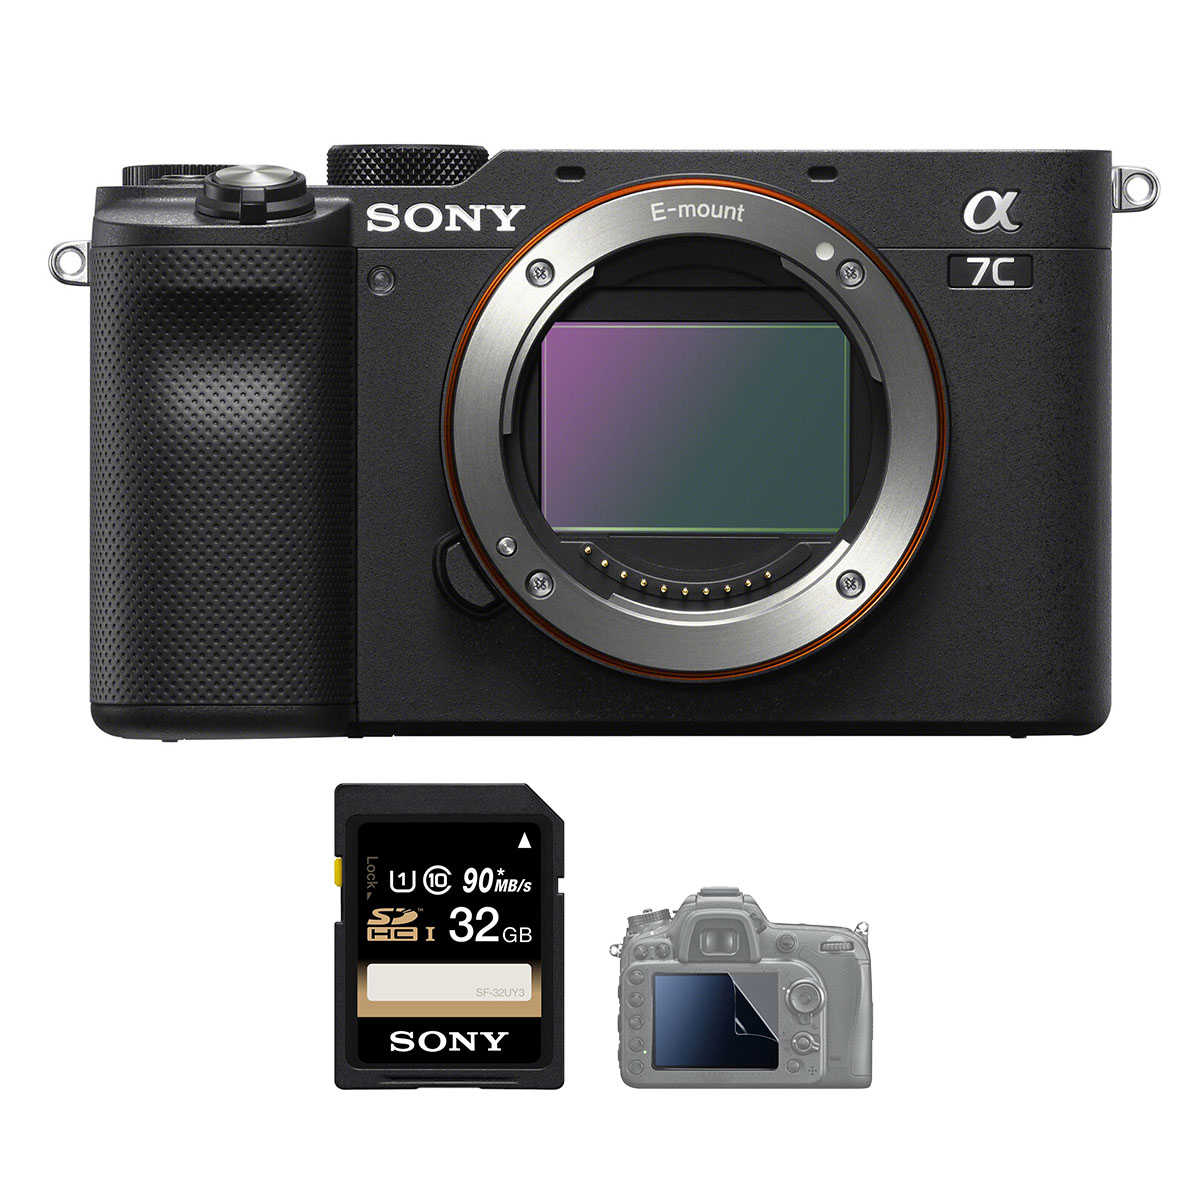 E-mount
SONY
α
7C
Lock
U1 10 90*MB/s
SD HC I 32GB
SF-32UY3
SONY